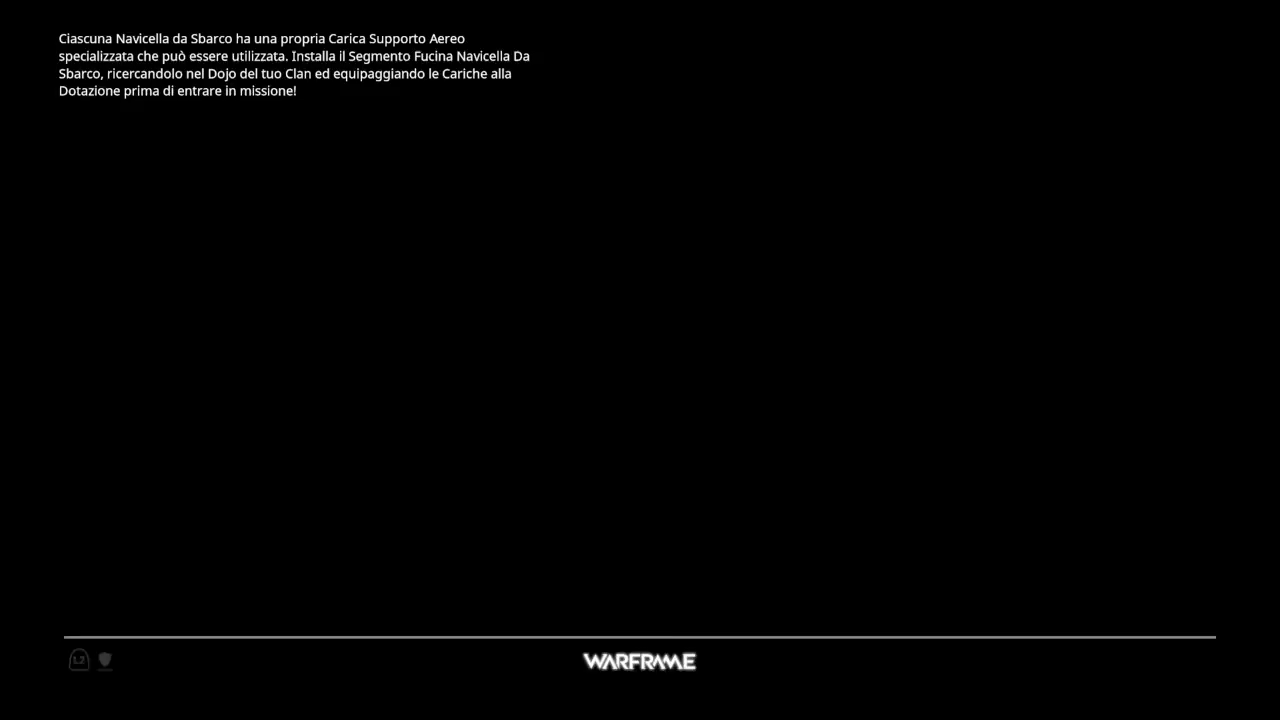 Ciascuna Navicella da Sbarco ha una propria Carica Supporto Aereo
specializzata che può essere utilizzata. Installa il Segmento Fucina Navicella Da
Sbarco, ricercandolo nel Dojo del tuo Clan ed equipaggiando le Cariche alla
Dotazione prima di entrare in missione!
WARFRAME